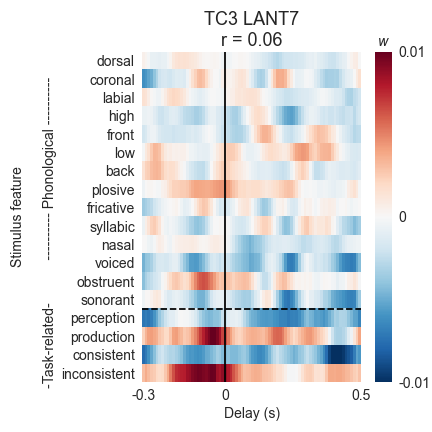 TC3 LANT7
r = 0.06
w
dorsal
coronal
labial
high
front
low
back
plosive
fricative
syllabic
nasal
voiced
obstruent
sonorant
perception
production
consistent
inconsistent
Stimulus feature
---------- Phonological ----------
-Task-related-
-0.3
0
0.5
Delay (s)
0.01
0
-0.01